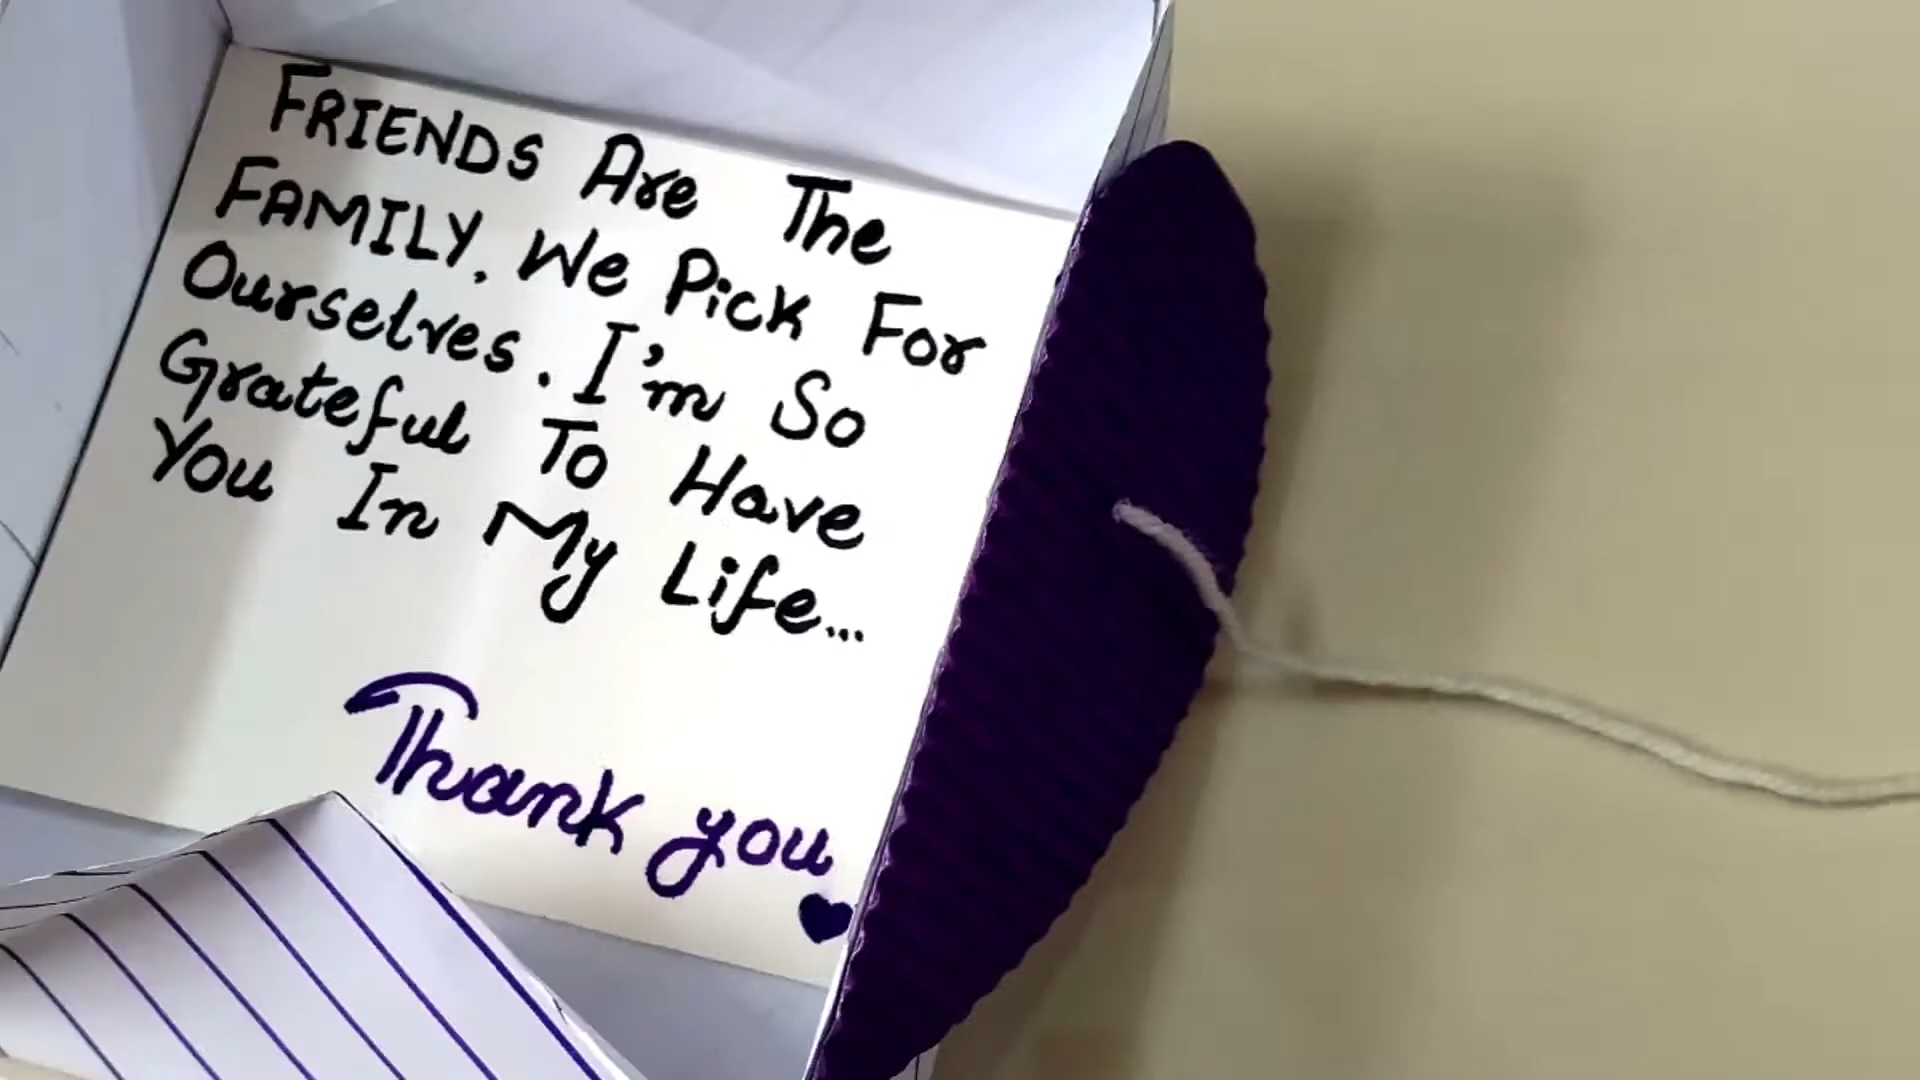 FRIENDS Are The
FAMILY. We Pick For
Ourselves. I'm So
Grateful To Have
You In My Life...
Thank you